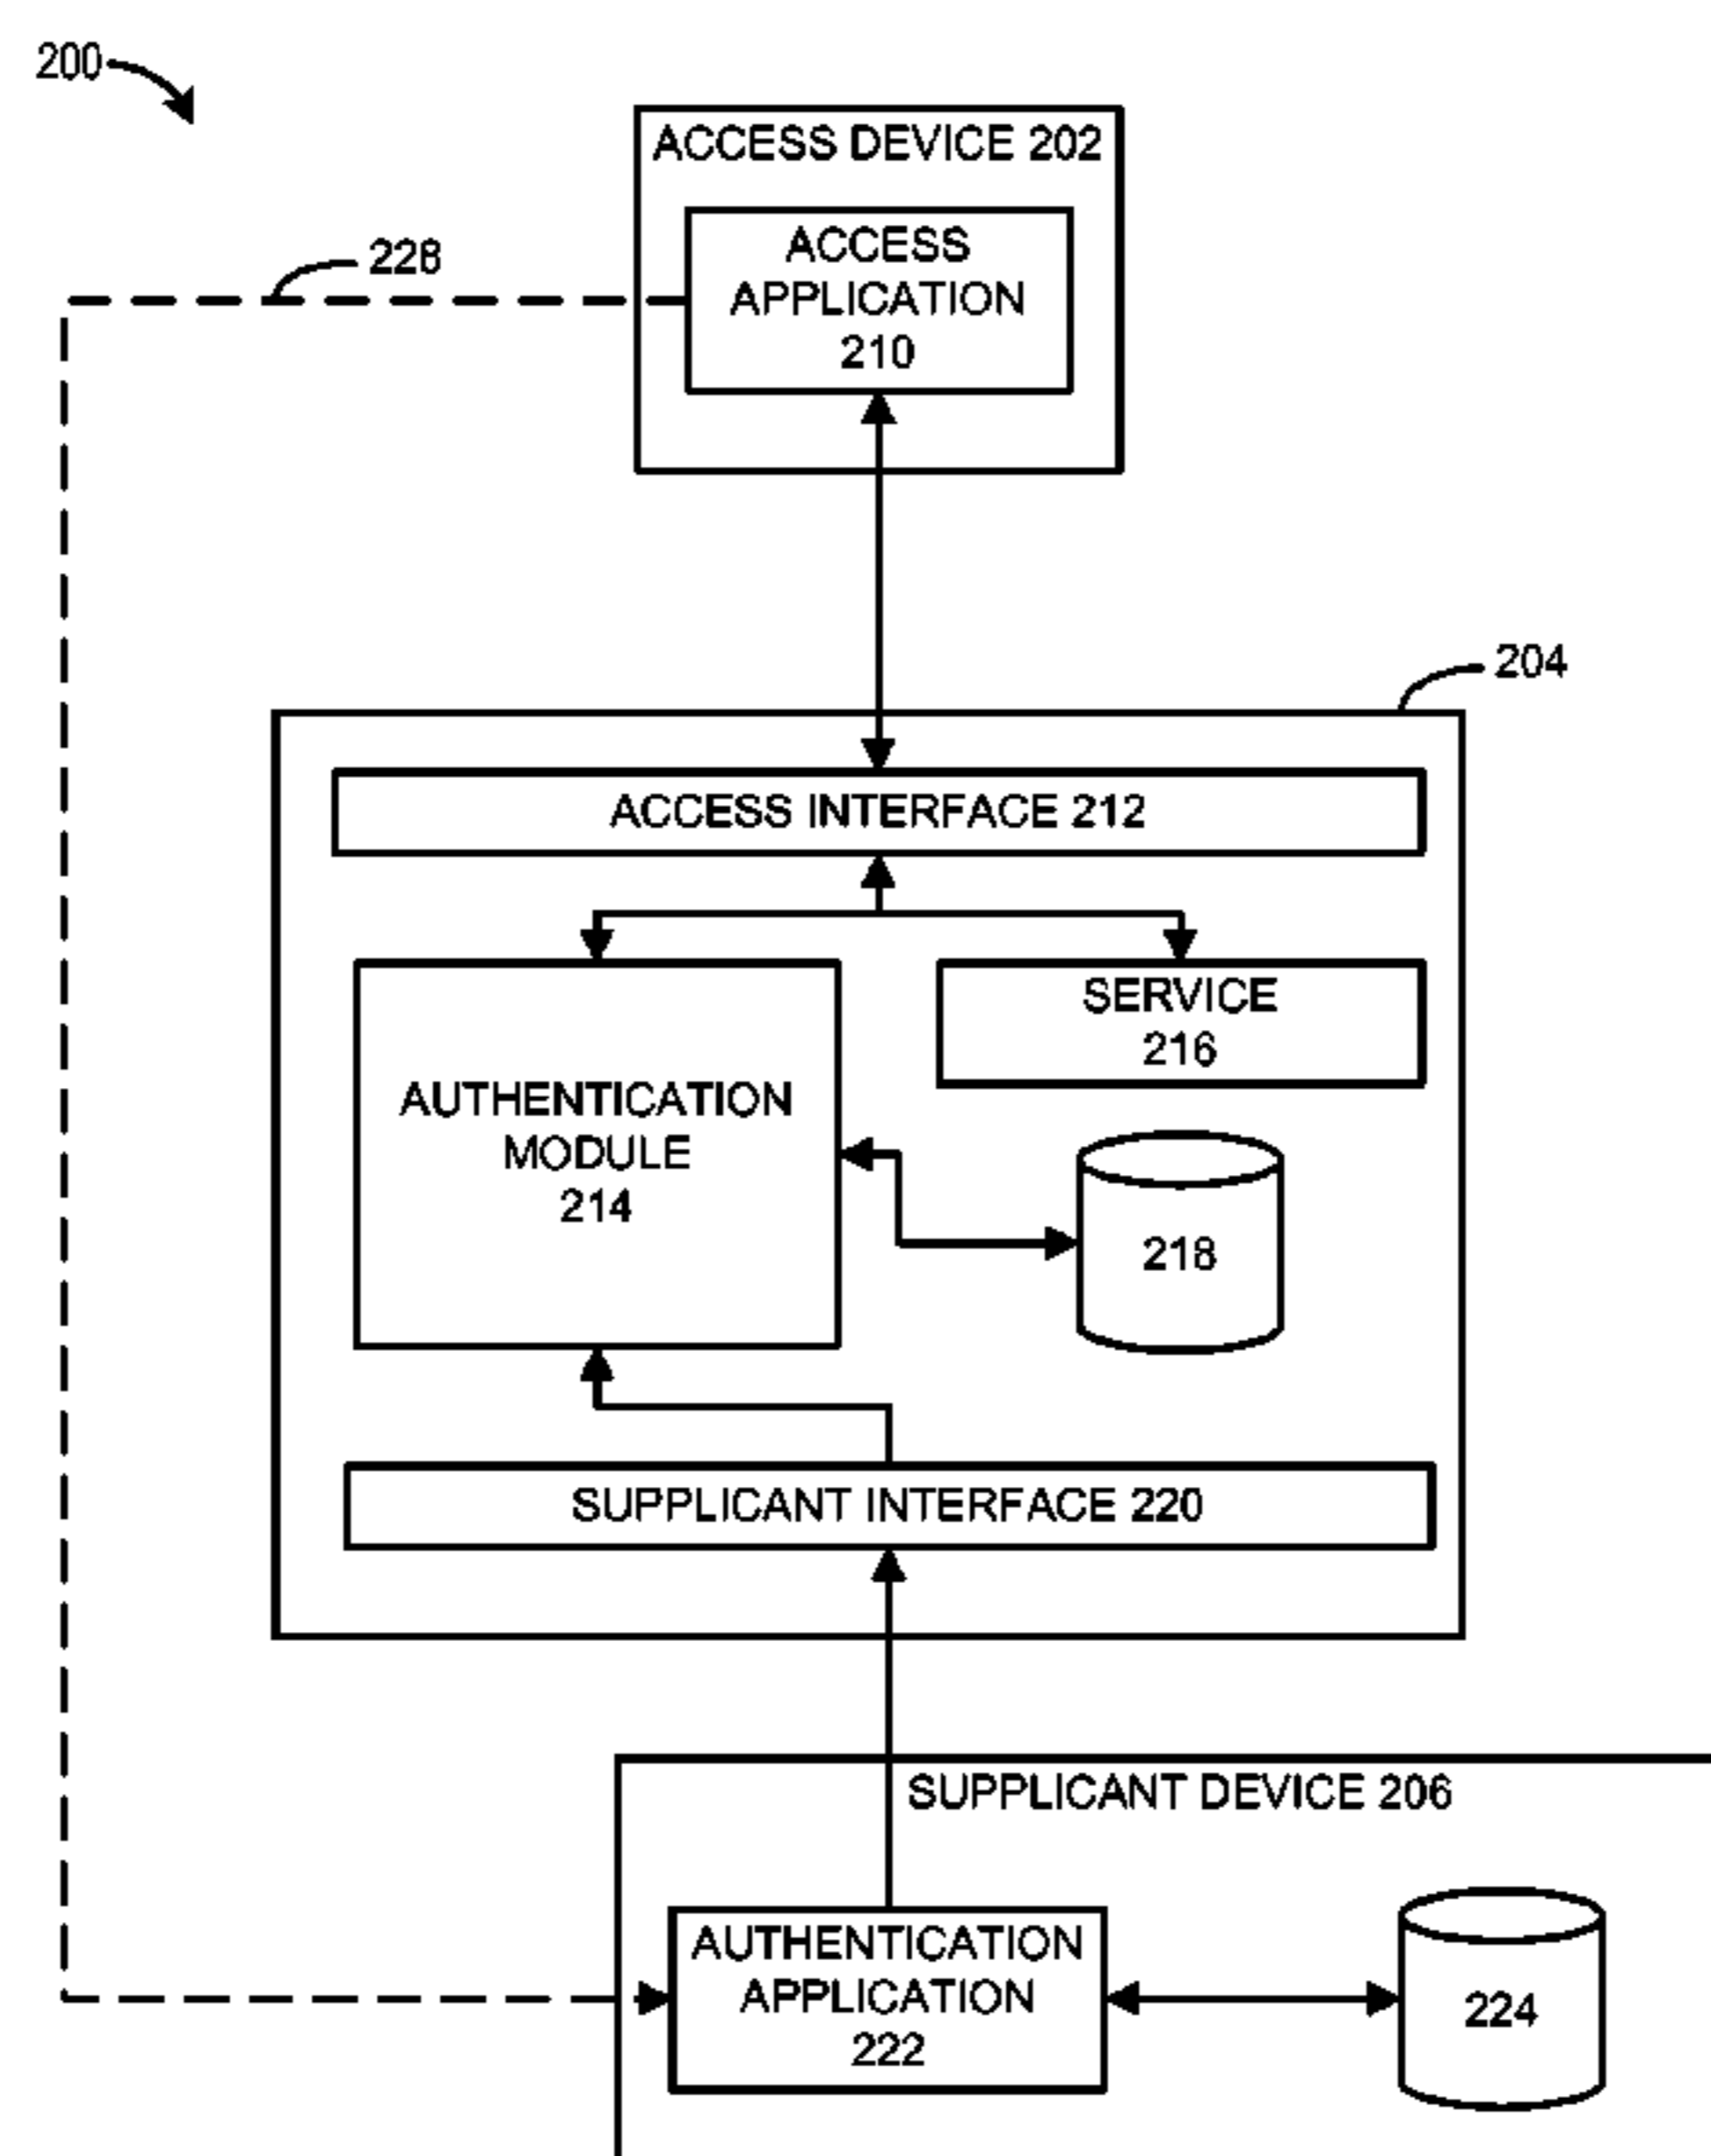 200
ACCESS DEVICE 202
ACCESS
APPLICATION
210
228
204
ACCESS INTERFACE 212
SERVICE
216
AUTHENTICATION
MODULE
214
218
SUPPLICANT INTERFACE 220
SUPPLICANT DEVICE 206
AUTHENTICATION
APPLICATION
222
224